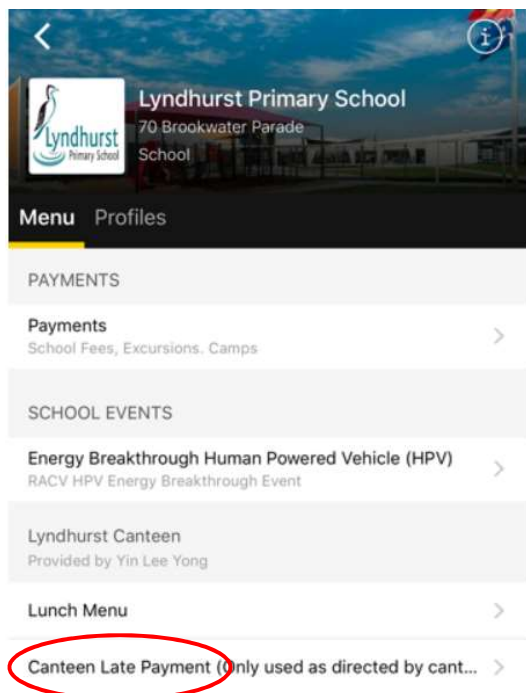 Lyndhurst Primary School
70 Brookwater Parade
School
Lyndhurst
Primary School
Menu Profiles
PAYMENTS
Payments
School Fees, Excursions. Camps
SCHOOL EVENTS
Energy Breakthrough Human Powered Vehicle (HPV)
RACV HPV Energy Breakthrough Event
Lyndhurst Canteen
Provided by Yin Lee Yong
Lunch Menu
Canteen Late Payment (Only used as directed by cant...